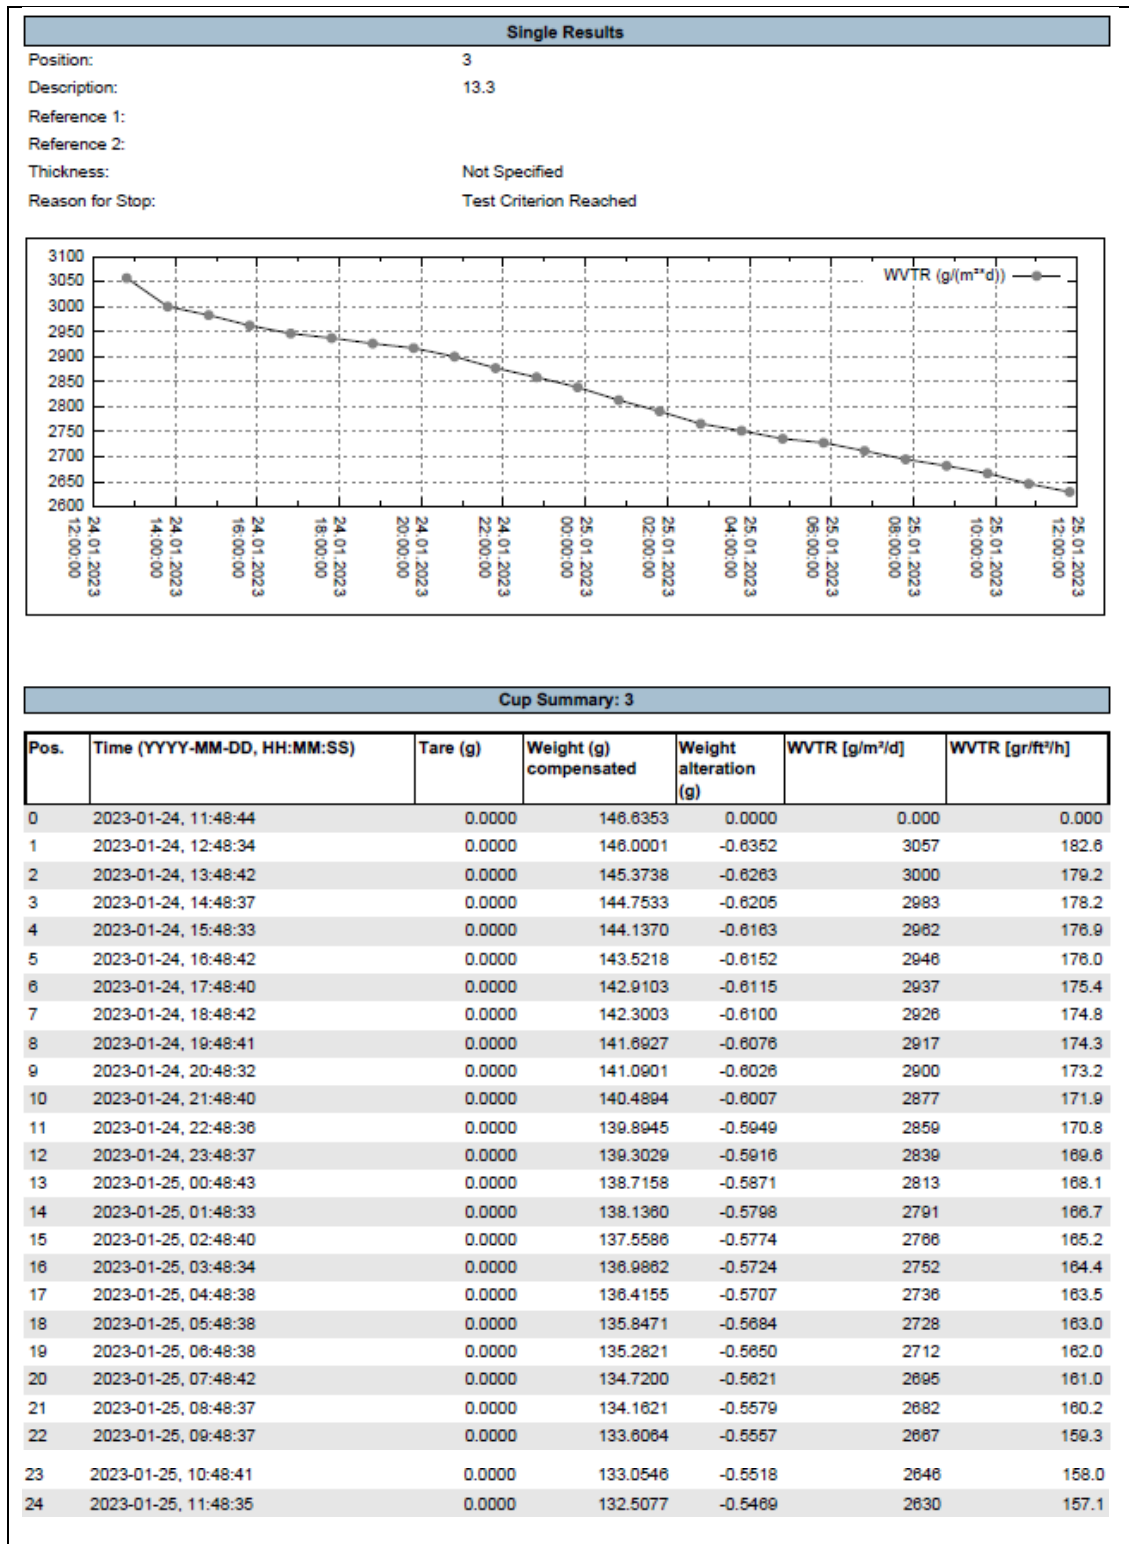 Single Results
Position: 3
Description: 13.3
Reference 1:
Reference 2:
Thickness: Not Specified
Reason for Stop: Test Criterion Reached
WVTR (g/(m²*d))
3100
3050
3000
2950
2900
2850
2800
2750
2700
2650
2600
24.01.2023 12:00:00
24.01.2023 14:00:00
24.01.2023 16:00:00
24.01.2023 18:00:00
24.01.2023 20:00:00
24.01.2023 22:00:00
25.01.2023 00:00:00
25.01.2023 02:00:00
25.01.2023 04:00:00
25.01.2023 06:00:00
25.01.2023 08:00:00
25.01.2023 10:00:00
25.01.2023 12:00:00
Cup Summary: 3
Pos. Time (YYYY-MM-DD, HH:MM:SS) Tare (g) Weight (g) compensated Weight alteration (g) WVTR [g/m²/d] WVTR [gr/ft²/h]
0 2023-01-24, 11:48:44 0.0000 146.6353 0.0000 0.000 0.000
1 2023-01-24, 12:48:34 0.0000 146.0001 -0.6352 3057 182.6
2 2023-01-24, 13:48:42 0.0000 145.3738 -0.6263 3000 179.2
3 2023-01-24, 14:48:37 0.0000 144.7533 -0.6205 2983 178.2
4 2023-01-24, 15:48:33 0.0000 144.1370 -0.6163 2962 176.9
5 2023-01-24, 16:48:42 0.0000 143.5218 -0.6152 2946 176.0
6 2023-01-24, 17:48:40 0.0000 142.9103 -0.6115 2937 175.4
7 2023-01-24, 18:48:42 0.0000 142.3003 -0.6100 2926 174.8
8 2023-01-24, 19:48:41 0.0000 141.6927 -0.6076 2917 174.3
9 2023-01-24, 20:48:32 0.0000 141.0901 -0.6026 2900 173.2
10 2023-01-24, 21:48:40 0.0000 140.4894 -0.6007 2877 171.9
11 2023-01-24, 22:48:36 0.0000 139.8945 -0.5949 2859 170.8
12 2023-01-24, 23:48:37 0.0000 139.3029 -0.5916 2839 169.6
13 2023-01-25, 00:48:43 0.0000 138.7158 -0.5871 2813 168.1
14 2023-01-25, 01:48:33 0.0000 138.1360 -0.5798 2791 166.7
15 2023-01-25, 02:48:40 0.0000 137.5586 -0.5774 2766 165.2
16 2023-01-25, 03:48:34 0.0000 136.9862 -0.5724 2752 164.4
17 2023-01-25, 04:48:38 0.0000 136.4155 -0.5707 2736 163.5
18 2023-01-25, 05:48:38 0.0000 135.8471 -0.5684 2728 163.0
19 2023-01-25, 06:48:38 0.0000 135.2821 -0.5650 2712 162.0
20 2023-01-25, 07:48:42 0.0000 134.7200 -0.5621 2695 161.0
21 2023-01-25, 08:48:37 0.0000 134.1621 -0.5579 2682 160.2
22 2023-01-25, 09:48:37 0.0000 133.6064 -0.5557 2667 159.3
23 2023-01-25, 10:48:41 0.0000 133.0546 -0.5518 2646 158.0
24 2023-01-25, 11:48:35 0.0000 132.5077 -0.5469 2630 157.1